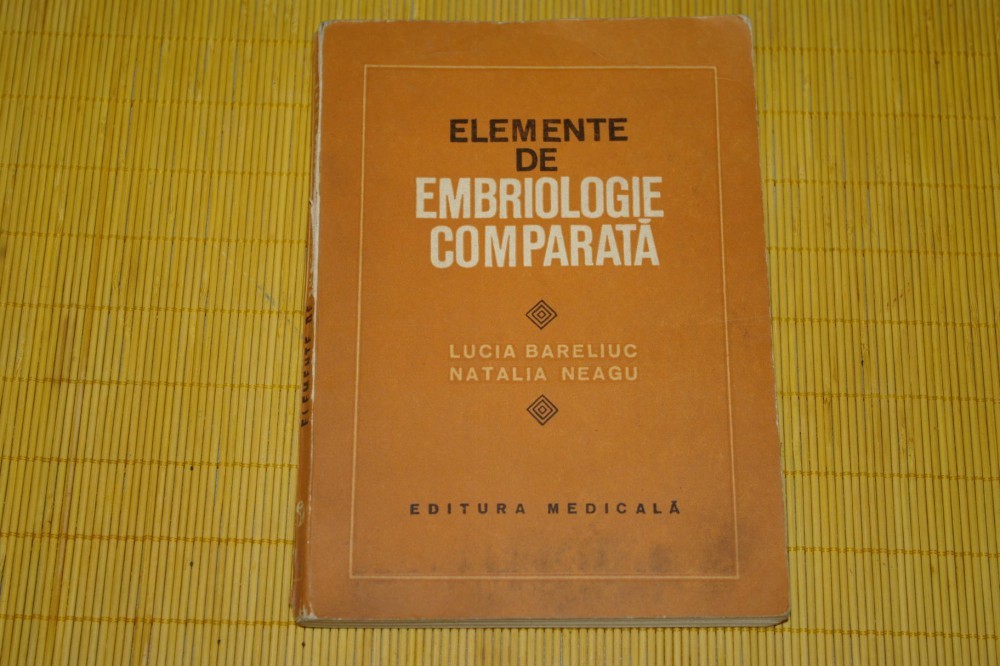 ELEMENTE
DE
EMBRIOLOGIE
COMPARATĂ
LUCIA BARELIUC
NATALIA NEAGU
EDITURA MEDICALĂ
ELEMENTE DE